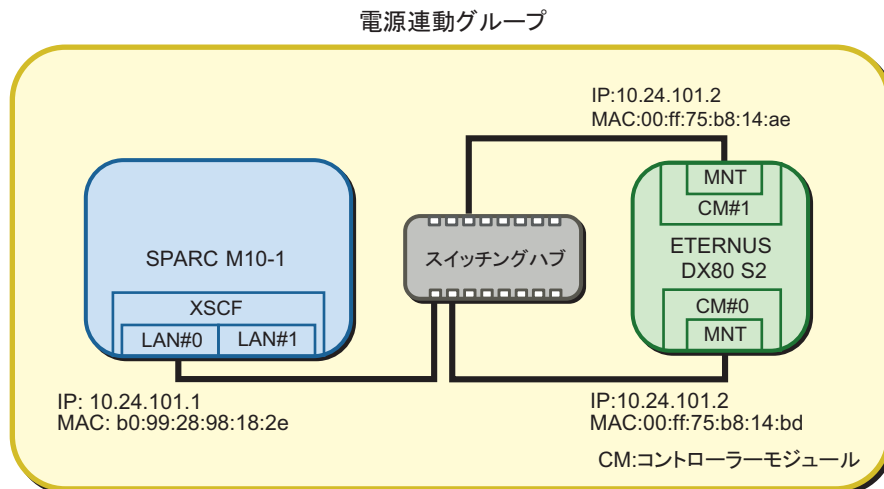 電源連動グループ
IP:10.24.101.2
MAC:00:ff:75:b8:14:ae
MNT
CM#1
SPARC M10-1
スイッチングハブ
ETERNUS
DX80 S2
XSCF
CM#0
LAN#0
LAN#1
MNT
IP: 10.24.101.1
MAC: b0:99:28:98:18:2e
IP:10.24.101.2
MAC:00:ff:75:b8:14:bd
CM:コントローラーモジュール